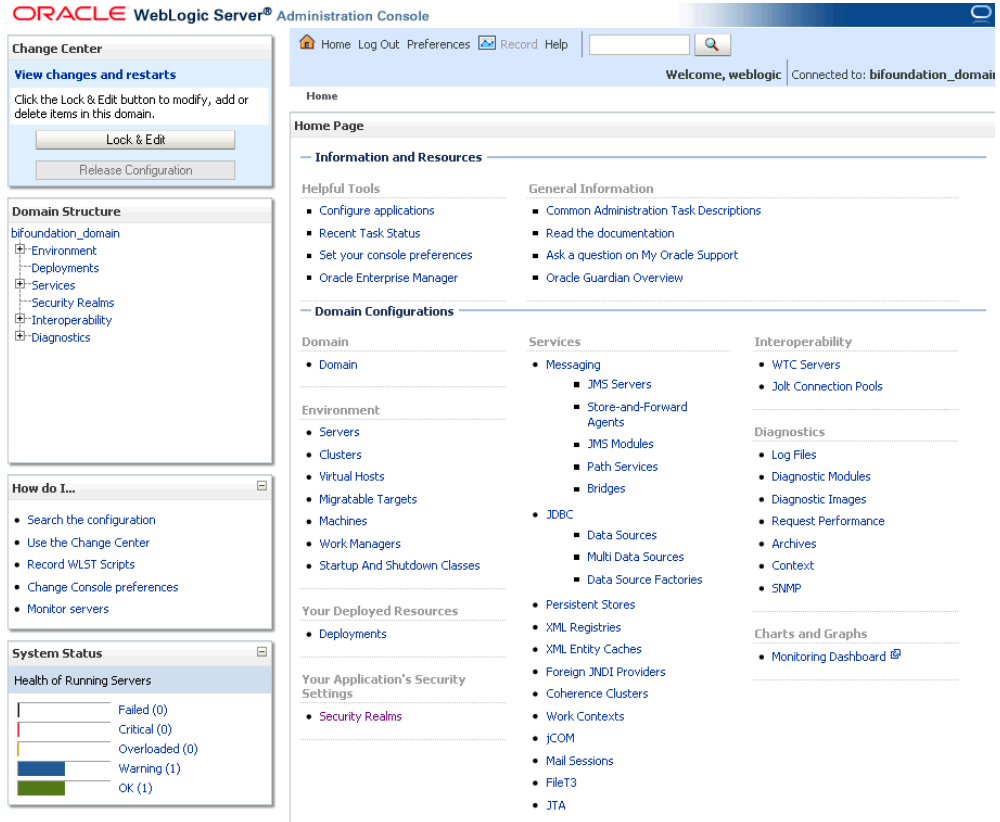 ORACLE WebLogic Server® Administration Console
Change Center
View changes and restarts
Click the Lock & Edit button to modify, add or
delete items in this domain.
Lock & Edit
Release Configuration
Domain Structure
bifoundation_domain
Environment
Deployments
Services
Security Realms
Interoperability
Diagnostics
How do I...
Search the configuration
Use the Change Center
Record WLST Scripts
Change Console preferences
Monitor servers
System Status
Health of Running Servers
Failed (0)
Critical (0)
Overloaded (0)
Warning (1)
OK (1)
Home Log Out Preferences Record Help
Welcome, weblogic Connected to: bifoundation_domain
Home
Home Page
Information and Resources
Helpful Tools
Configure applications
Recent Task Status
Set your console preferences
Oracle Enterprise Manager
General Information
Common Administration Task Descriptions
Read the documentation
Ask a question on My Oracle Support
Oracle Guardian Overview
Domain Configurations
Domain
Domain
Environment
Servers
Clusters
Virtual Hosts
Migratable Targets
Machines
Work Managers
Startup And Shutdown Classes
Your Deployed Resources
Deployments
Your Application's Security
Settings
Security Realms
Services
Messaging
JMS Servers
Store-and-Forward
Agents
JMS Modules
Path Services
Bridges
JDBC
Data Sources
Multi Data Sources
Data Source Factories
Persistent Stores
XML Registries
XML Entity Caches
Foreign JNDI Providers
Coherence Clusters
Work Contexts
jCOM
Mail Sessions
FileT3
JTA
Interoperability
WTC Servers
Jolt Connection Pools
Diagnostics
Log Files
Diagnostic Modules
Diagnostic Images
Request Performance
Archives
Context
SNMP
Charts and Graphs
Monitoring Dashboard